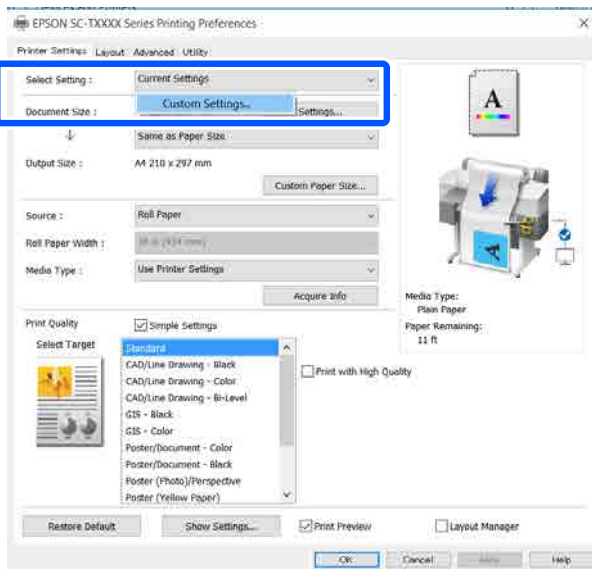 EPSON SC-TXXXX Series Printing Preferences
Printer Settings Layout Advanced Utility
Select Setting : Current Settings
Custom Settings...
Document Size : Settings...
Same as Paper Size
Output Size : A4 210 x 297 mm
Custom Paper Size...
Source : Roll Paper
Roll Paper Width :
Media Type : Use Printer Settings
Acquire Info
Media Type:
Plain Paper
Paper Remaining:
11 ft
Print Quality Simple Settings
Select Target
Standard
CAD/Line Drawing - Black
CAD/Line Drawing - Color
CAD/Line Drawing - Bi-Level
GIS - Black
GIS - Color
Poster/Document - Color
Poster/Document - Black
Poster (Photo)/Perspective
Poster (Yellow Paper)
Print with High Quality
Restore Default Show Settings... Print Preview Layout Manager
OK Cancel Apply Help
A
A